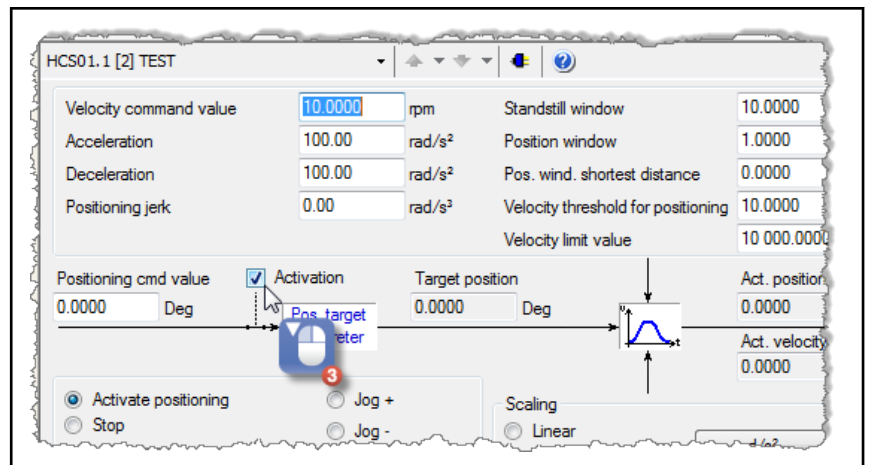 HCS01.1 [2] TEST
Velocity command value 10.0000 rpm Standstill window 10.0000
Acceleration 100.00 rad/s² Position window 1.0000
Deceleration 100.00 rad/s² Pos. wind. shortest distance 0.0000
Positioning jerk 0.00 rad/s³ Velocity threshold for positioning 10.0000
Velocity limit value 10 000.0000
Positioning cmd value Activation Target position Act. position
0.0000 Deg Pos. target 0.0000 Deg v 0.0000
t Act. velocity
3 0.0000
Activate positioning Jog + Scaling
Stop Jog - Linear